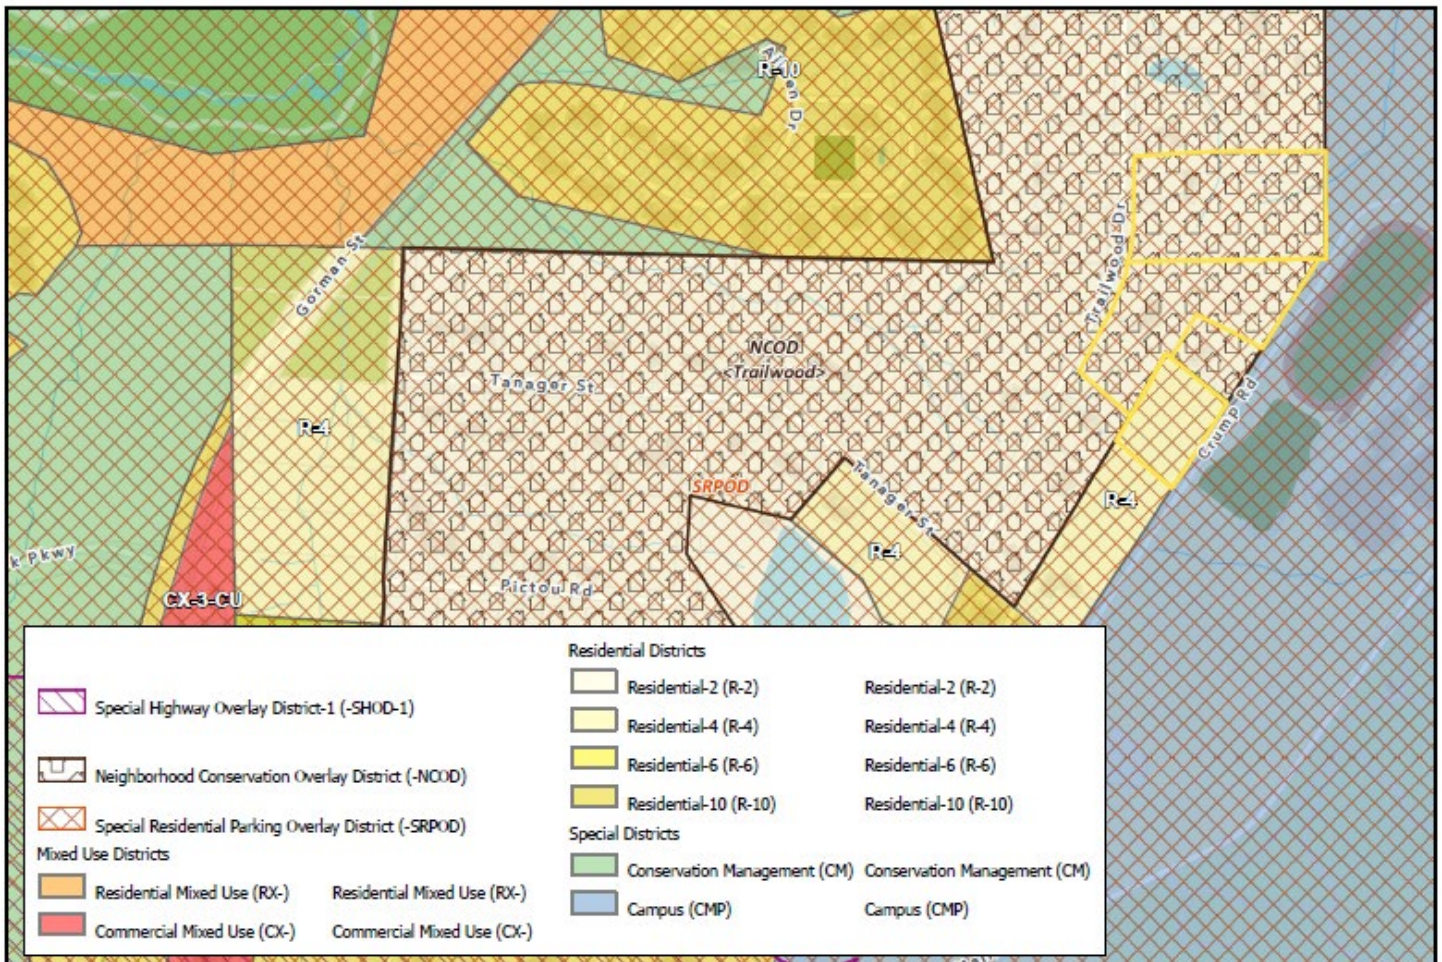 R-10
Allen Dr
Gorman St
Trailwood Dr
NCOD
<Trailwood>
Tanager St
Crump Rd
R-4
SRPOD
Tanager St
R-4
R-4
k Pkwy
Pictou Rd
CX-3-CU
Special Highway Overlay District-1 (-SHOD-1)
Neighborhood Conservation Overlay District (-NCOD)
Special Residential Parking Overlay District (-SRPOD)
Mixed Use Districts
Residential Mixed Use (RX-) Residential Mixed Use (RX-)
Commercial Mixed Use (CX-) Commercial Mixed Use (CX-)
Residential Districts
Residential-2 (R-2) Residential-2 (R-2)
Residential-4 (R-4) Residential-4 (R-4)
Residential-6 (R-6) Residential-6 (R-6)
Residential-10 (R-10) Residential-10 (R-10)
Special Districts
Conservation Management (CM) Conservation Management (CM)
Campus (CMP) Campus (CMP)